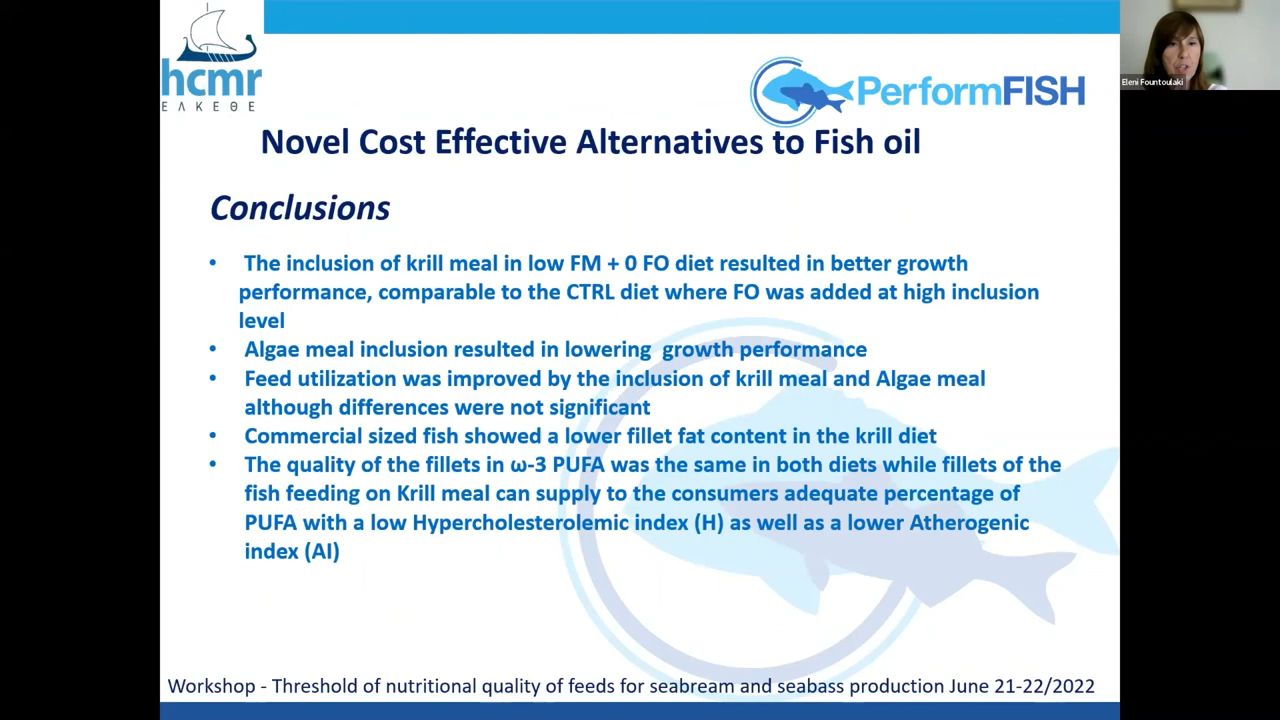 hcmr
ΕΛΚΕΘΕ
PerformFISH
Eleni Fountoulaki
Novel Cost Effective Alternatives to Fish oil
Conclusions
• The inclusion of krill meal in low FM + 0 FO diet resulted in better growth
performance, comparable to the CTRL diet where FO was added at high inclusion
level
• Algae meal inclusion resulted in lowering growth performance
• Feed utilization was improved by the inclusion of krill meal and Algae meal
although differences were not significant
• Commercial sized fish showed a lower fillet fat content in the krill diet
• The quality of the fillets in ω-3 PUFA was the same in both diets while fillets of the
fish feeding on Krill meal can supply to the consumers adequate percentage of
PUFA with a low Hypercholesterolemic index (H) as well as a lower Atherogenic
index (AI)
Workshop - Threshold of nutritional quality of feeds for seabream and seabass production June 21-22/2022